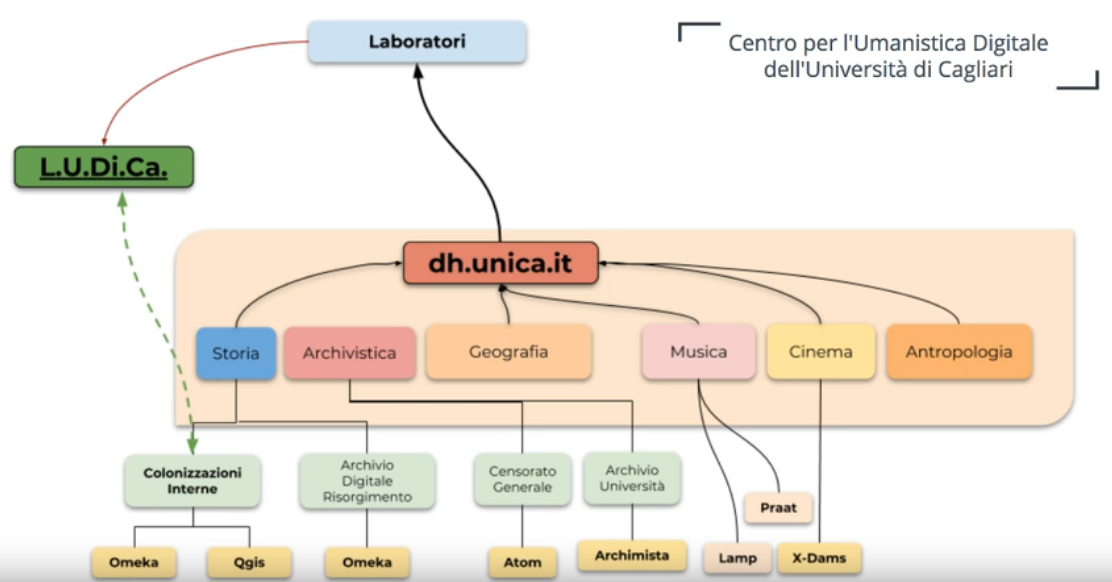 Laboratori
Centro per l'Umanistica Digitale
dell'Università di Cagliari
L.U.Di.Ca.
dh.unica.it
Storia
Archivistica
Geografia
Musica
Cinema
Antropologia
Colonizzazioni
Interne
Archivio
Digitale
Risorgimento
Censorato
Generale
Archivio
Università
Praat
Omeka
Qgis
Omeka
Atom
Archimista
Lamp
X-Dams